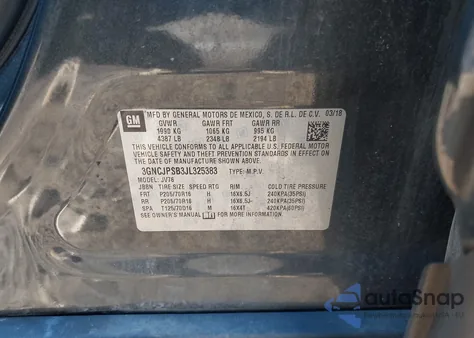 GM
MFD BY GENERAL MOTORS DE MEXICO, S. DE R.L. DE C.V. 03/18
GVWR GAWR FRT GAWR RR
1990 KG 1065 KG 995 KG
4387 LB 2348 LB 2194 LB
THIS VEHICLE CONFORMS TO ALL APPLICABLE U.S. FEDERAL MOTOR
VEHICLE SAFETY AND THEFT PREVENTION STANDARDS IN EFFECT ON
THE DATE OF MANUFACTURE SHOWN ABOVE.
3GNCJPSB3JL325383 TYPE: M.P.V.
MODEL: JV76
TIRE SIZE SPEED RTG RIM COLD TIRE PRESSURE
FRT P205/70R16 H 16X6.5J 240KPA(35PSI)
RR P205/70R16 H 16X6.5J 240KPA(35PSI)
SPA T125/70D16 M 16X4T 420KPA(60PSI)
SEE OWNER'S MANUAL FOR MORE INFORMATION
autoSnap